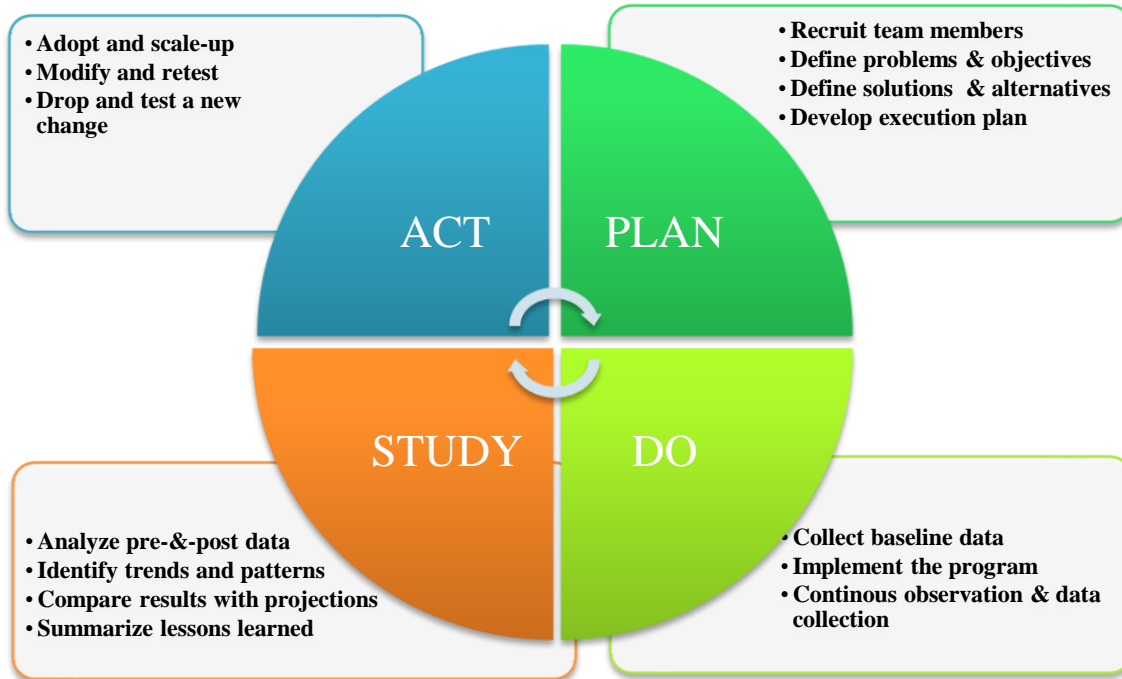 • Adopt and scale-up
• Modify and retest
• Drop and test a new
change
• Recruit team members
• Define problems & objectives
• Define solutions & alternatives
• Develop execution plan
ACT
PLAN
STUDY
DO
• Analyze pre-&-post data
• Identify trends and patterns
• Compare results with projections
• Summarize lessons learned
• Collect baseline data
• Implement the program
• Continous observation & data
collection